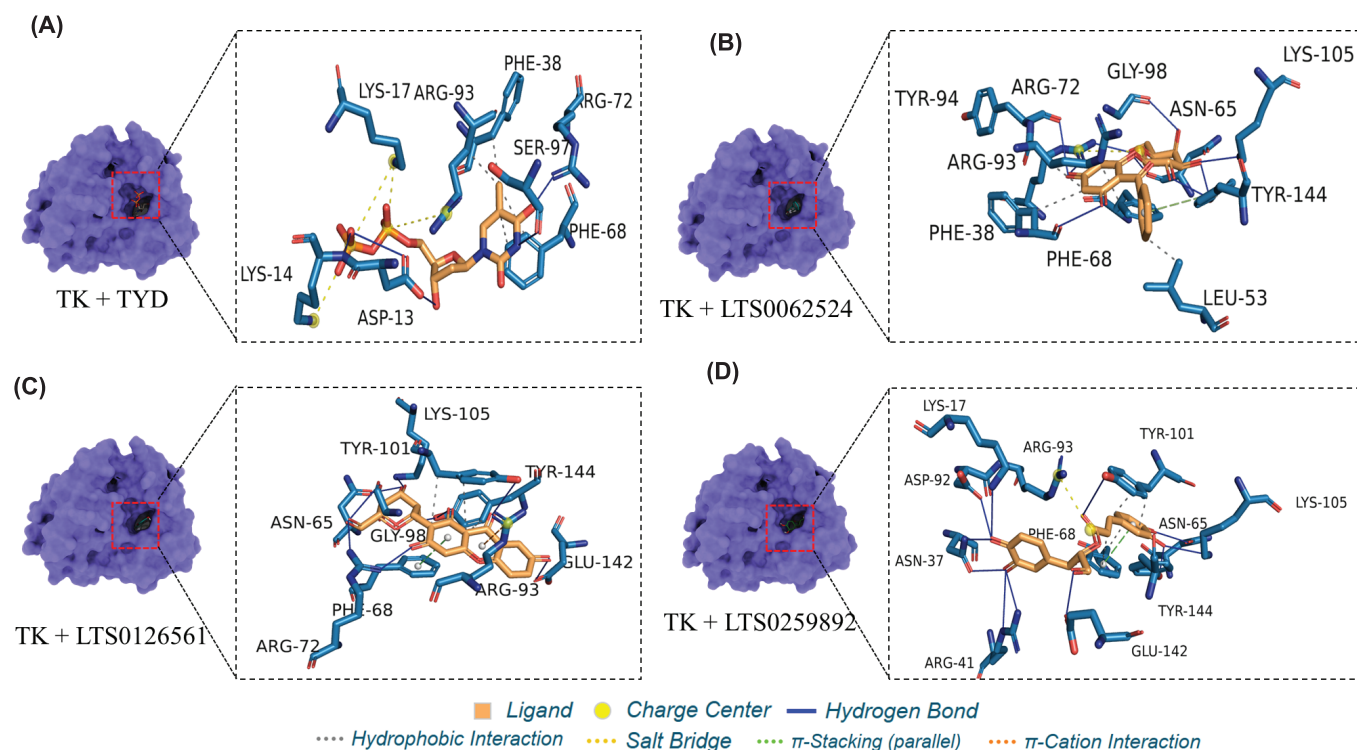 (A)
LYS-17
ARG-93
PHE-38
ARG-72
SER-97
PHE-68
LYS-14
ASP-13
TK + TYD
(B)
LYS-105
GLY-98
ARG-72
TYR-94
ASN-65
ARG-93
TYR-144
PHE-38
PHE-68
LEU-53
TK + LTS0062524
(C)
LYS-105
TYR-101
TYR-144
ASN-65
GLY-98
GLU-142
ARG-93
PHE-68
ARG-72
TK + LTS0126561
(D)
LYS-17
ARG-93
TYR-101
ASP-92
LYS-105
PHE-68
ASN-65
ASN-37
TYR-144
GLU-142
ARG-41
TK + LTS0259892
Ligand Charge Center Hydrogen Bond
Hydrophobic Interaction Salt Bridge π-Stacking (parallel) π-Cation Interaction